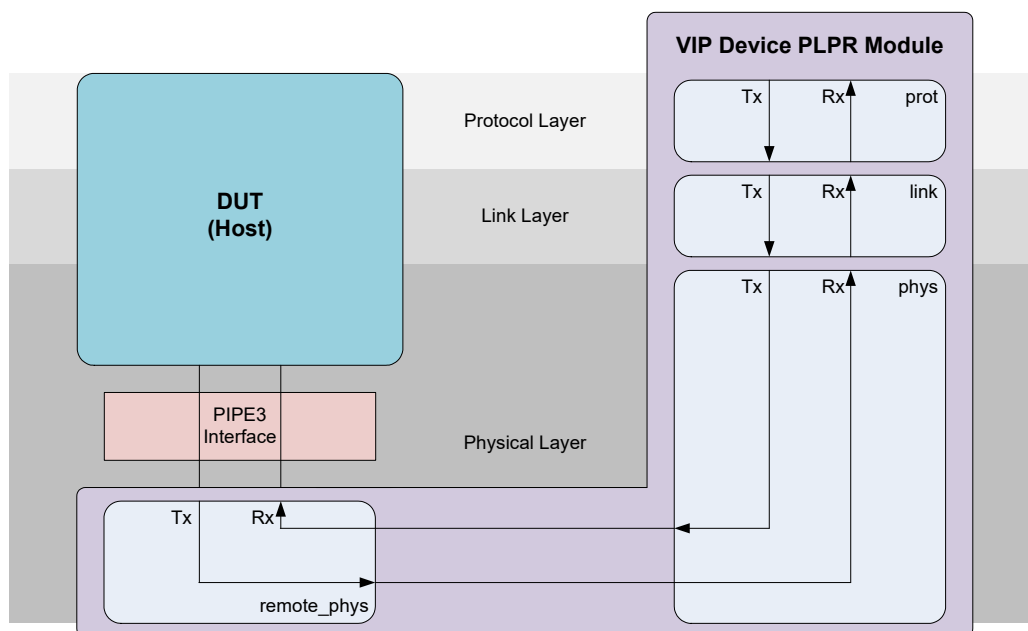 VIP Device PLPR Module
Tx
Rx
prot
Protocol Layer
DUT
(Host)
Tx
Rx
link
Link Layer
Tx
Rx
phys
PIPE3
Interface
Physical Layer
Tx
Rx
remote_phys